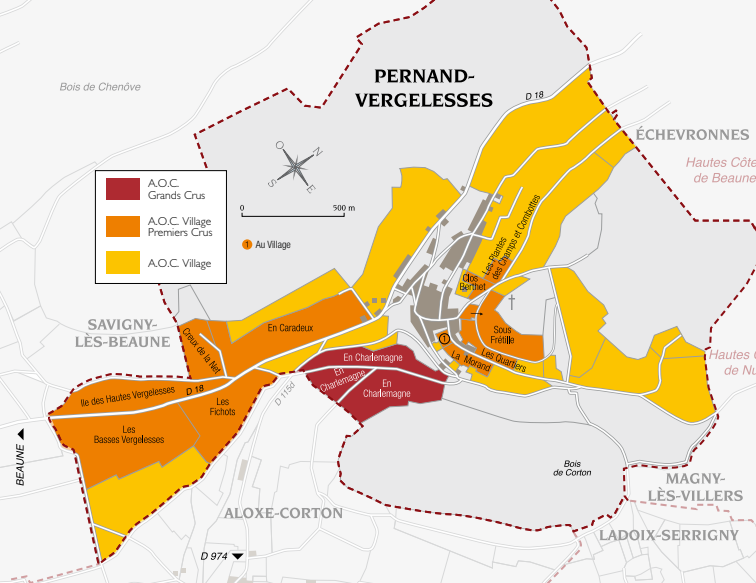 PERNAND-
VERGELESSES
Bois de Chenôve
D 18
ÉCHEVRONNES
Hautes Côte
de Beaune
N
O
S
E
A.O.C.
Grands Crus
A.O.C. Village
Premiers Crus
A.O.C. Village
0
500 m
1 Au Village
Les Plantes
des Champs et Combottes
Clos
Berthet
Sous
Frétille
1
La Morand
Les Quartiers
SAVIGNY-
LÈS-BEAUNE
En Caradeux
Creux de la Net
En Charlemagne
En
Charlemagne
En
Charlemagne
Hautes C
de Nu
Ile des Hautes Vergelesses
D 18
D 115d
Les
Fichots
Les
Basses Vergelesses
BEAUNE
Bois
de Corton
MAGNY-
LÈS-VILLERS
ALOXE-CORTON
LADOIX-SERRIGNY
D 974